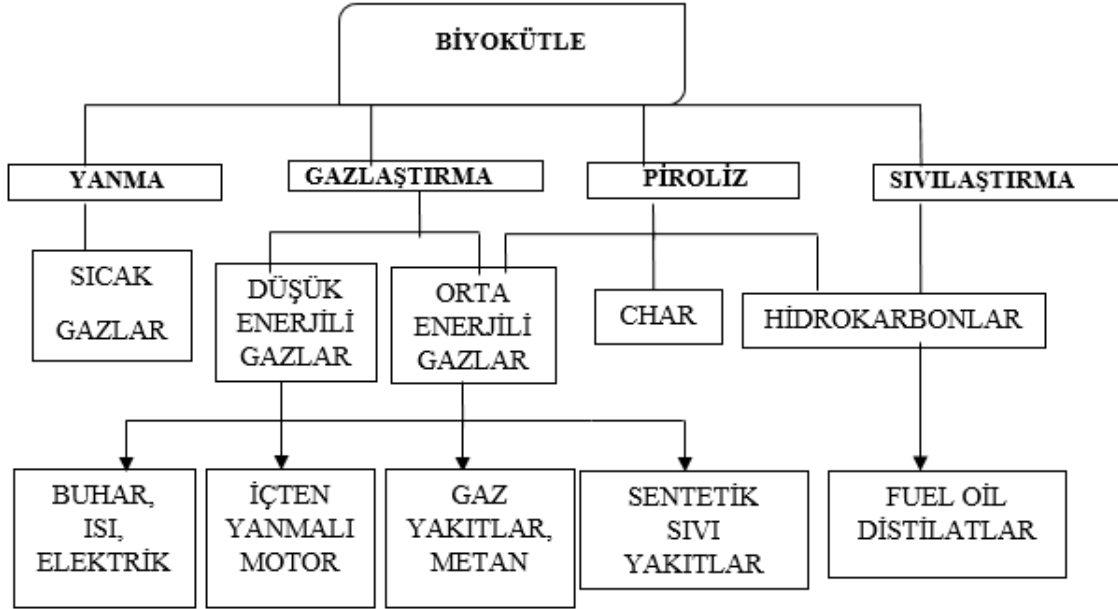 BİYOKÜTLE
YANMA
GAZLAŞTIRMA
PİROLİZ
SIVILAŞTIRMA
SICAK
GAZLAR
DÜŞÜK
ENERJİLİ
GAZLAR
ORTA
ENERJİLİ
GAZLAR
CHAR
HİDROKARBONLAR
BUHAR,
ISI,
ELEKTRİK
İÇTEN
YANMALI
MOTOR
GAZ
YAKITLAR,
METAN
SENTETİK
SIVI
YAKITLAR
FUEL OİL
DİSTİLATLAR